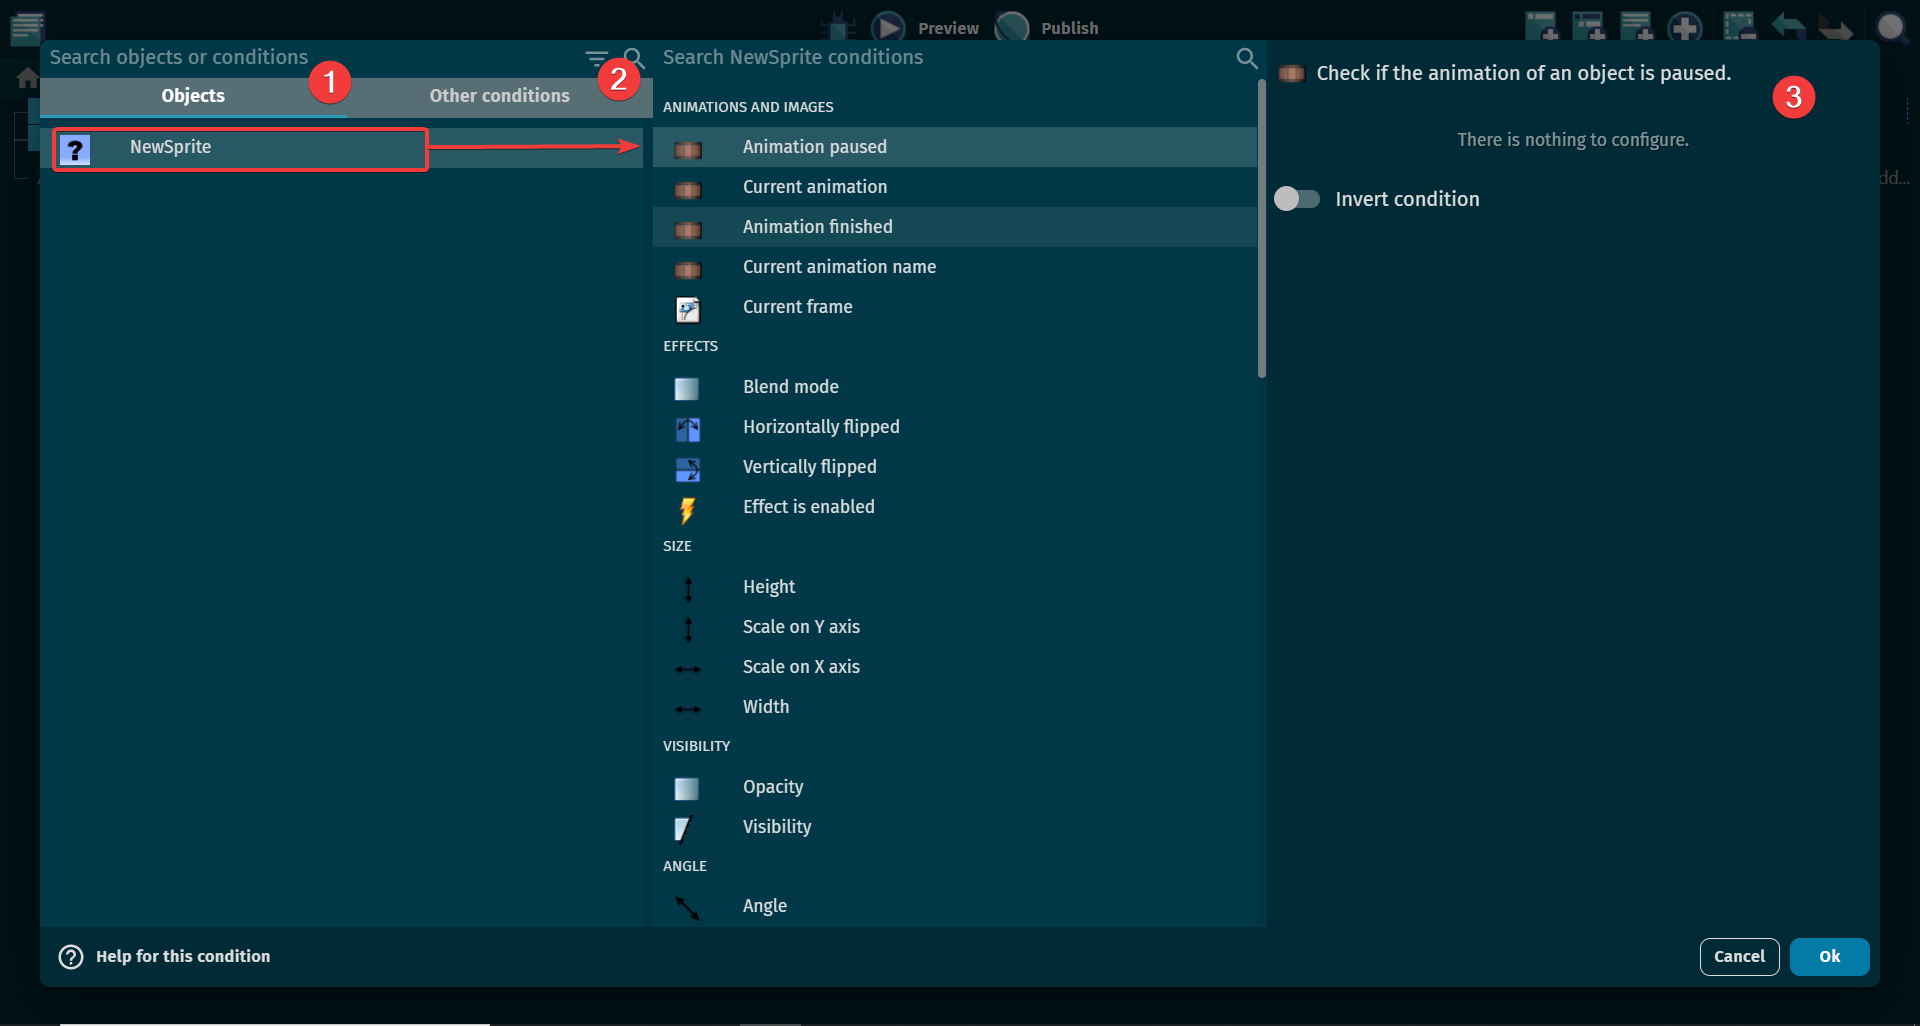 Preview
Publish
Search objects or conditions
1
2
Objects
Other conditions
NewSprite
Search NewSprite conditions
ANIMATIONS AND IMAGES
Animation paused
Current animation
Animation finished
Current animation name
Current frame
EFFECTS
Blend mode
Horizontally flipped
Vertically flipped
Effect is enabled
SIZE
Height
Scale on Y axis
Scale on X axis
Width
VISIBILITY
Opacity
Visibility
ANGLE
Angle
Check if the animation of an object is paused.
3
There is nothing to configure.
Invert condition
dd...
Help for this condition
Cancel
Ok